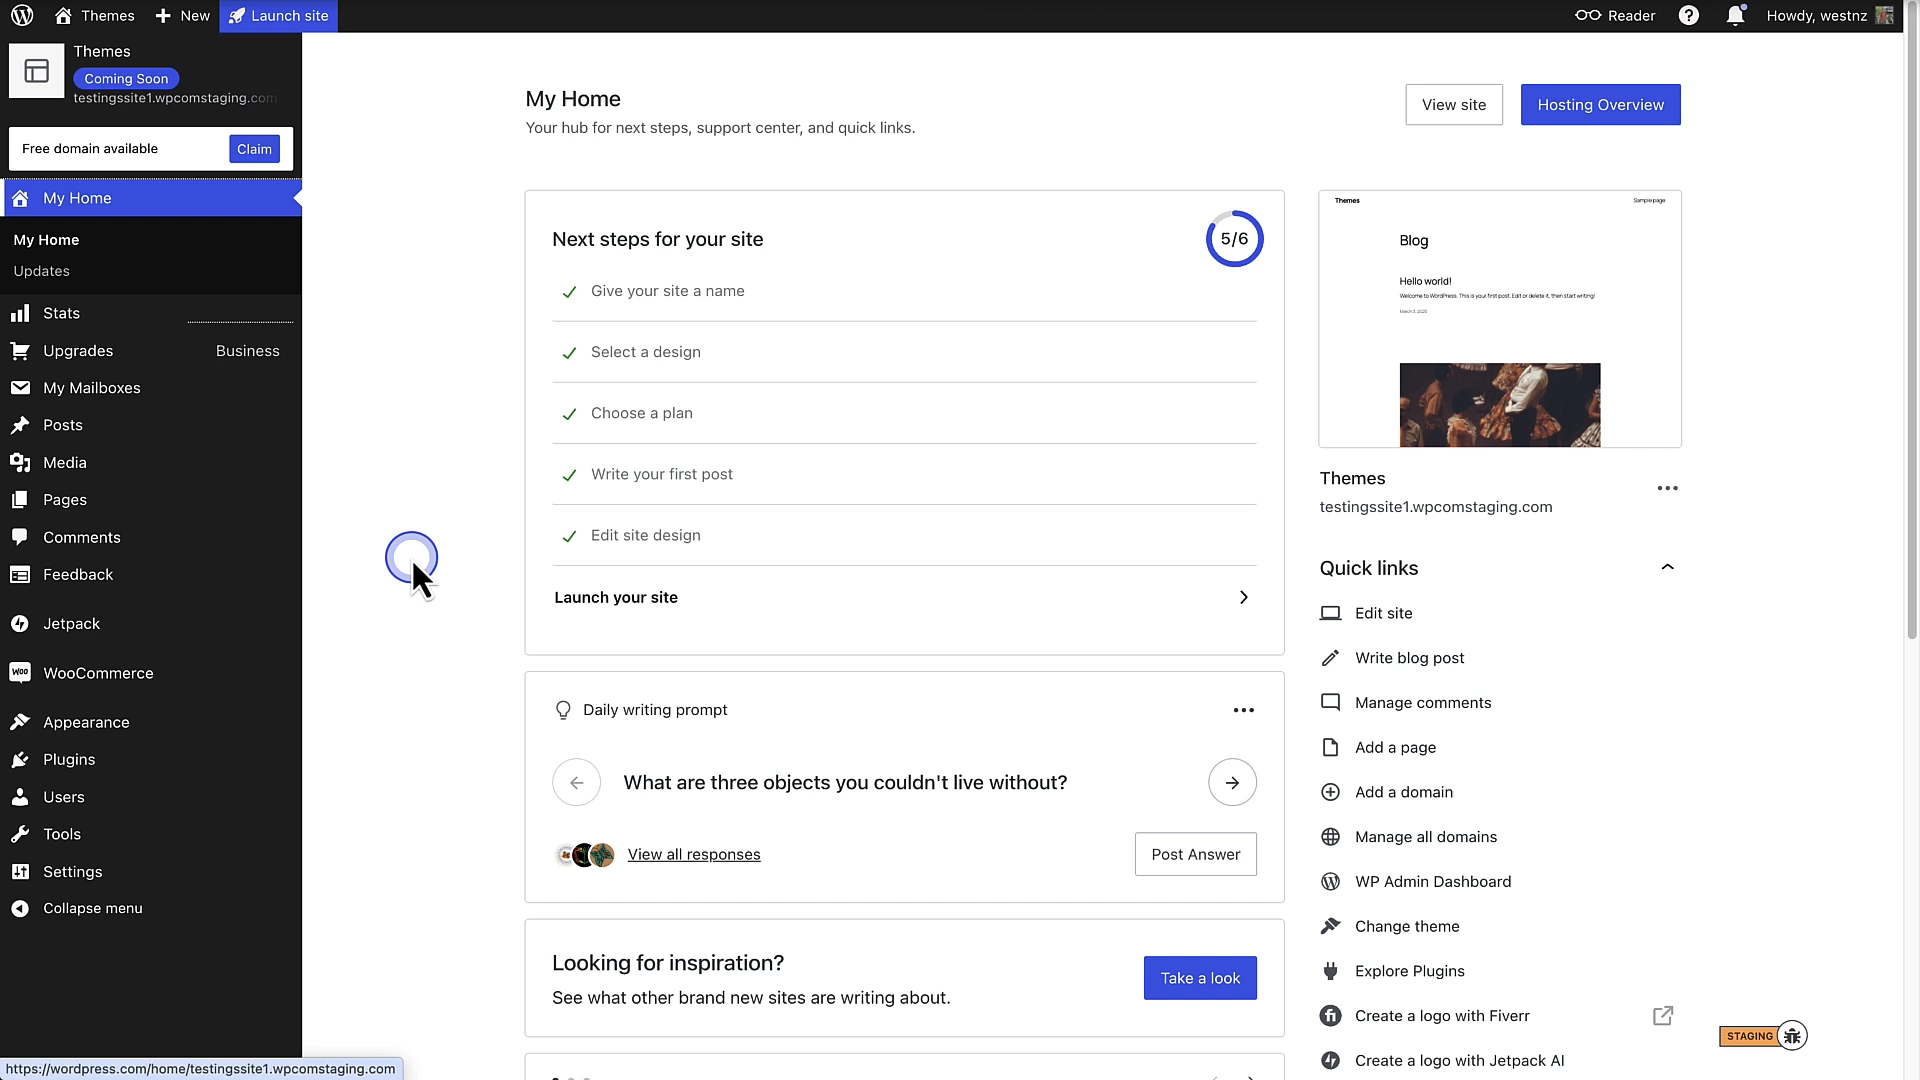 Themes
New
Launch site
Reader
Howdy, westnz
Themes
Coming Soon
testingssite1.wpcomstaging.com
Free domain available
Claim
My Home
My Home
Updates
Stats
Upgrades
Business
My Mailboxes
Posts
Media
Pages
Comments
Feedback
Jetpack
WooCommerce
Appearance
Plugins
Users
Tools
Settings
Collapse menu
https://wordpress.com/home/testingssite1.wpcomstaging.com
My Home
Your hub for next steps, support center, and quick links.
View site
Hosting Overview
Next steps for your site
5/6
Give your site a name
Select a design
Choose a plan
Write your first post
Edit site design
Launch your site
Daily writing prompt
What are three objects you couldn't live without?
View all responses
Post Answer
Looking for inspiration?
See what other brand new sites are writing about.
Take a look
Themes
Sample page
Blog
Hello world!
Welcome to WordPress. This is your first post. Edit or delete it, then start writing!
March 3, 2025
Themes
testingssite1.wpcomstaging.com
Quick links
Edit site
Write blog post
Manage comments
Add a page
Add a domain
Manage all domains
WP Admin Dashboard
Change theme
Explore Plugins
Create a logo with Fiverr
Create a logo with Jetpack AI
STAGING